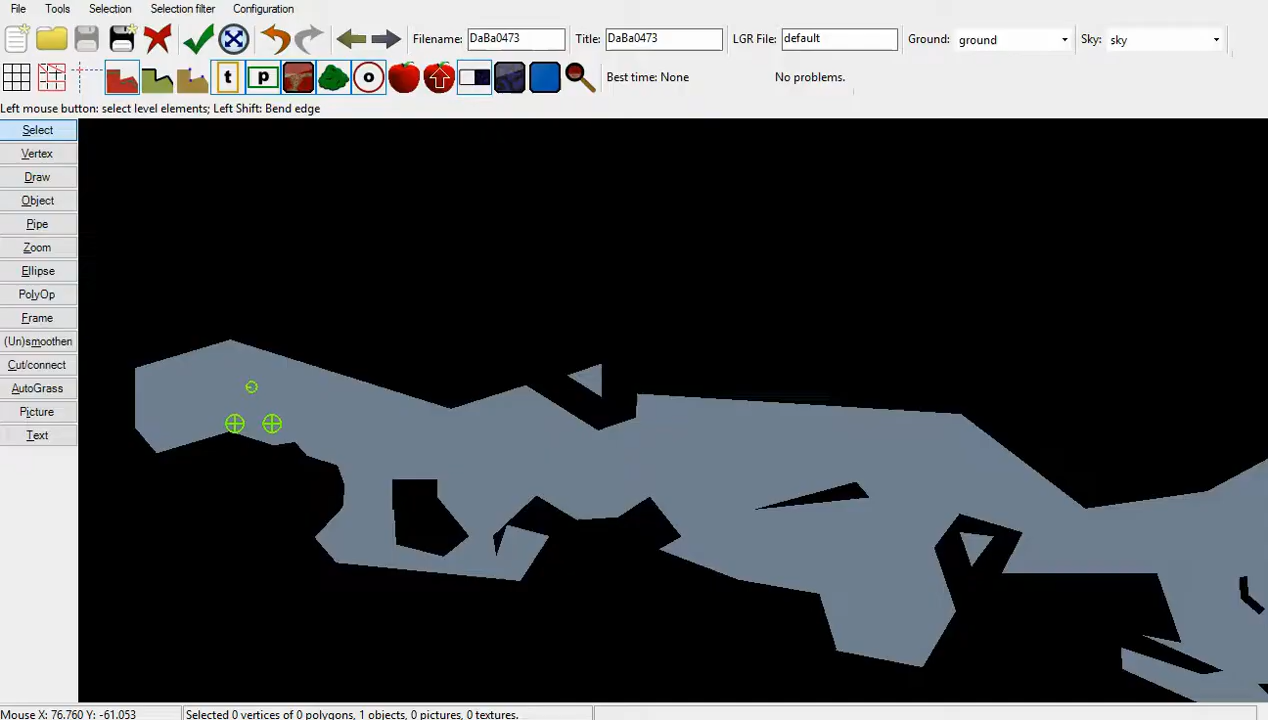 File Tools Selection Selection filter Configuration
Filename: DaBa0473 Title: DaBa0473 LGR File: default Ground: ground Sky: sky
t p o Best time: None No problems.
Left mouse button: select level elements; Left Shift: Bend edge
Select
Vertex
Draw
Object
Pipe
Zoom
Ellipse
PolyOp
Frame
(Un)smoothen
Cut/connect
AutoGrass
Picture
Text
Mouse X: 76.760 Y: -61.053 Selected 0 vertices of 0 polygons, 1 objects, 0 pictures, 0 textures.